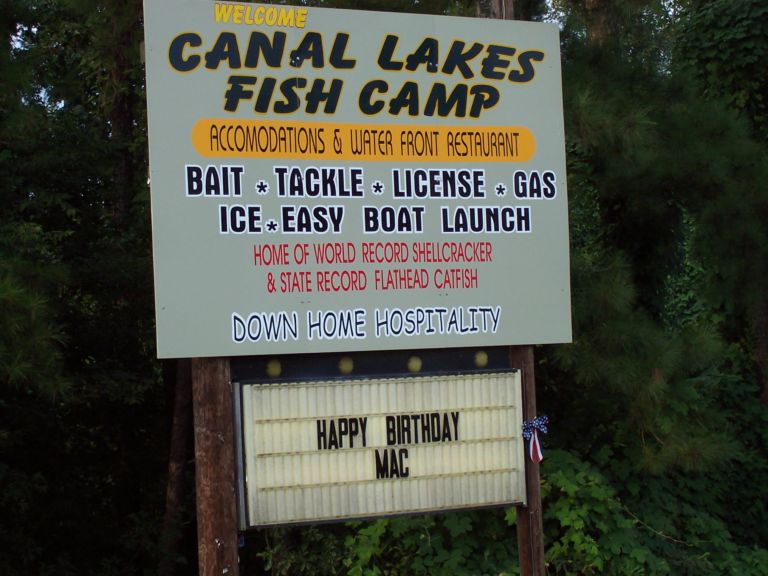 WELCOME
CANAL LAKES
FISH CAMP
ACCOMODATIONS & WATER FRONT RESTAURANT
BAIT * TACKLE * LICENSE * GAS
ICE * EASY BOAT LAUNCH
HOME OF WORLD RECORD SHELLCRACKER
& STATE RECORD FLATHEAD CATFISH
DOWN HOME HOSPITALITY
HAPPY BIRTHDAY
MAC